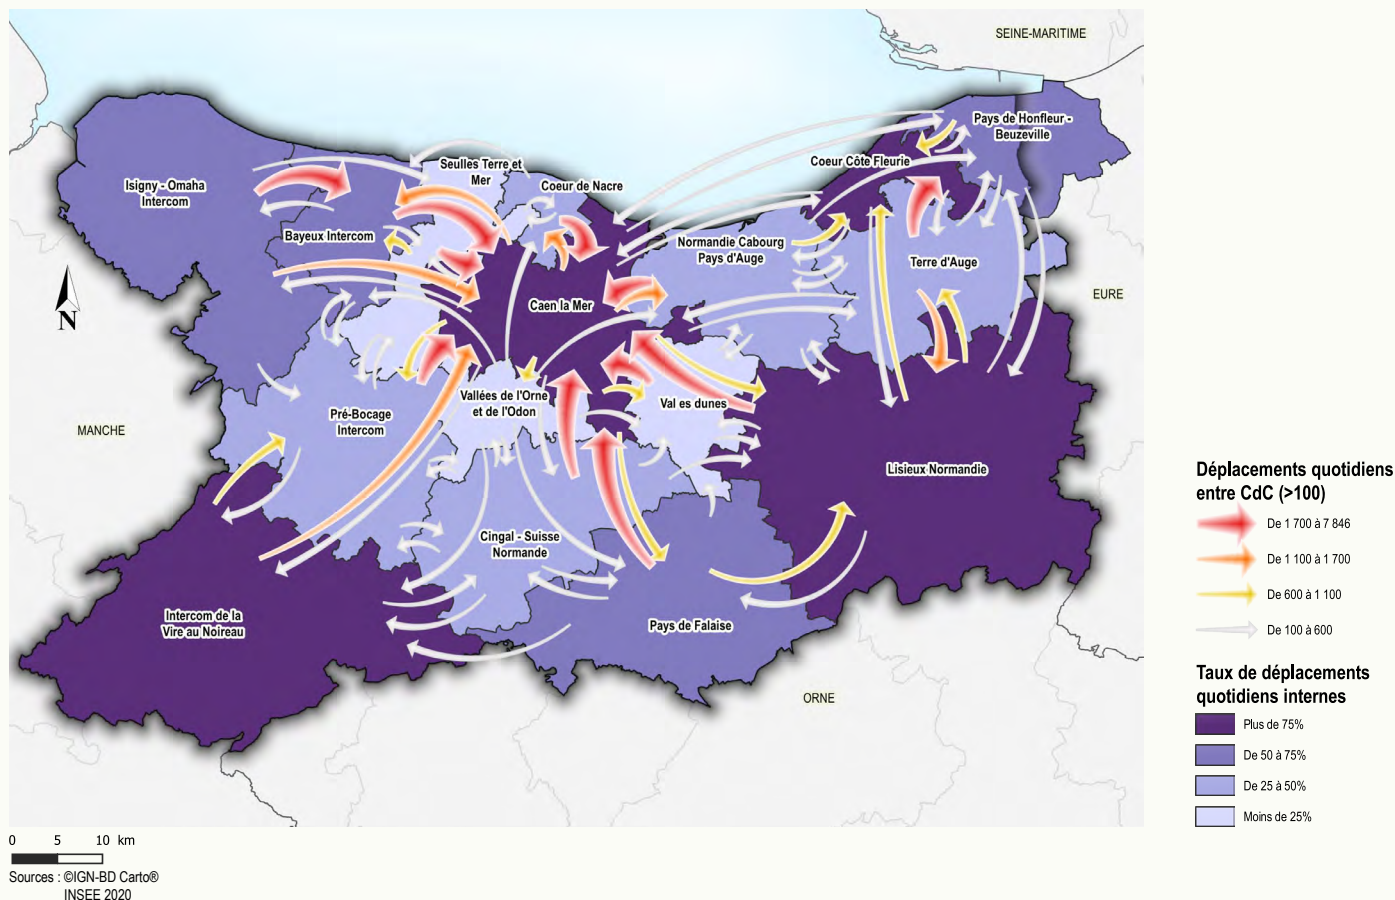 SEINE-MARITIME
Pays de Honfleur -
Beuzeville
Coeur Côte Fleurie
Seulles Terre et
Mer
Coeur de Nacre
Isigny - Omaha
Intercom
Bayeux Intercom
Normandie Cabourg
Pays d'Auge
Terre d'Auge
EURE
Caen la Mer
N
Vallées de l'Orne
et de l'Odon
Val es dunes
Pré-Bocage
Intercom
MANCHE
Lisieux Normandie
Cingal - Suisse
Normande
Intercom de la
Vire au Noireau
Pays de Falaise
ORNE
Déplacements quotidiens
entre CdC (>100)
De 1 700 à 7 846
De 1 100 à 1 700
De 600 à 1 100
De 100 à 600
Taux de déplacements
quotidiens internes
Plus de 75%
De 50 à 75%
De 25 à 50%
Moins de 25%
0 5 10 km
Sources : ©IGN-BD Carto®
INSEE 2020